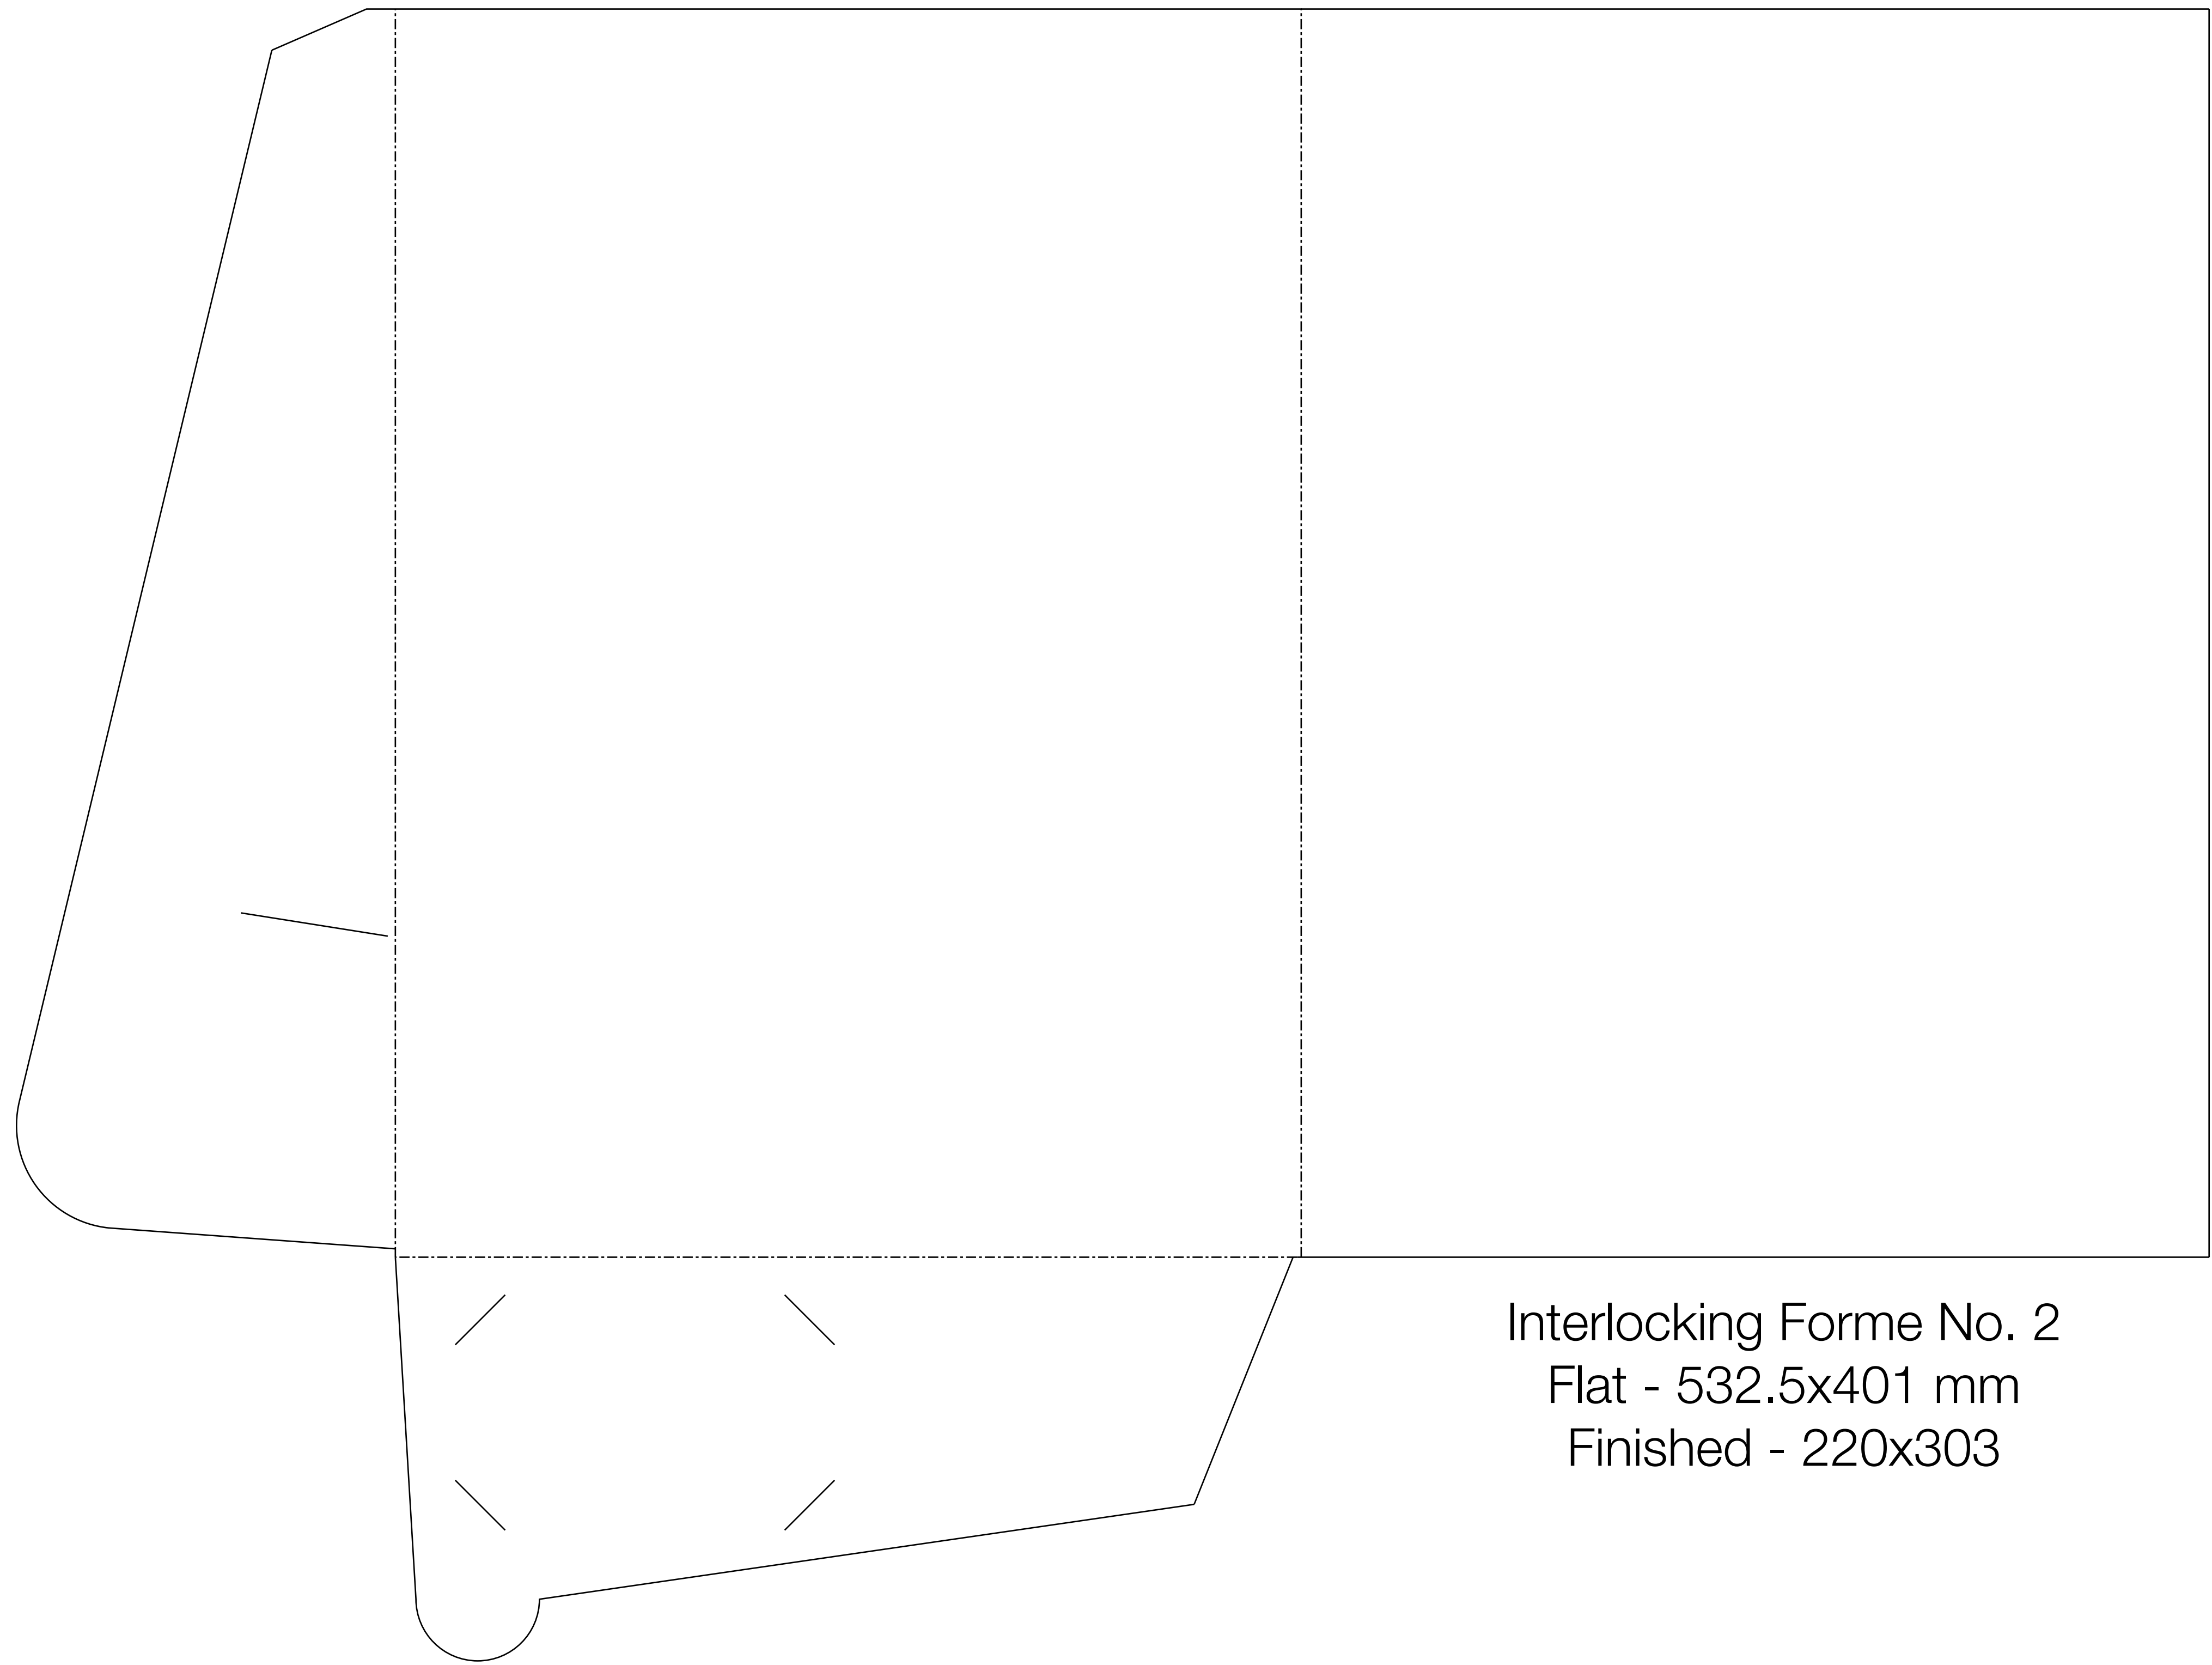 Interlocking Forme No. 2
Flat - 532.5x401 mm
Finished - 220x303